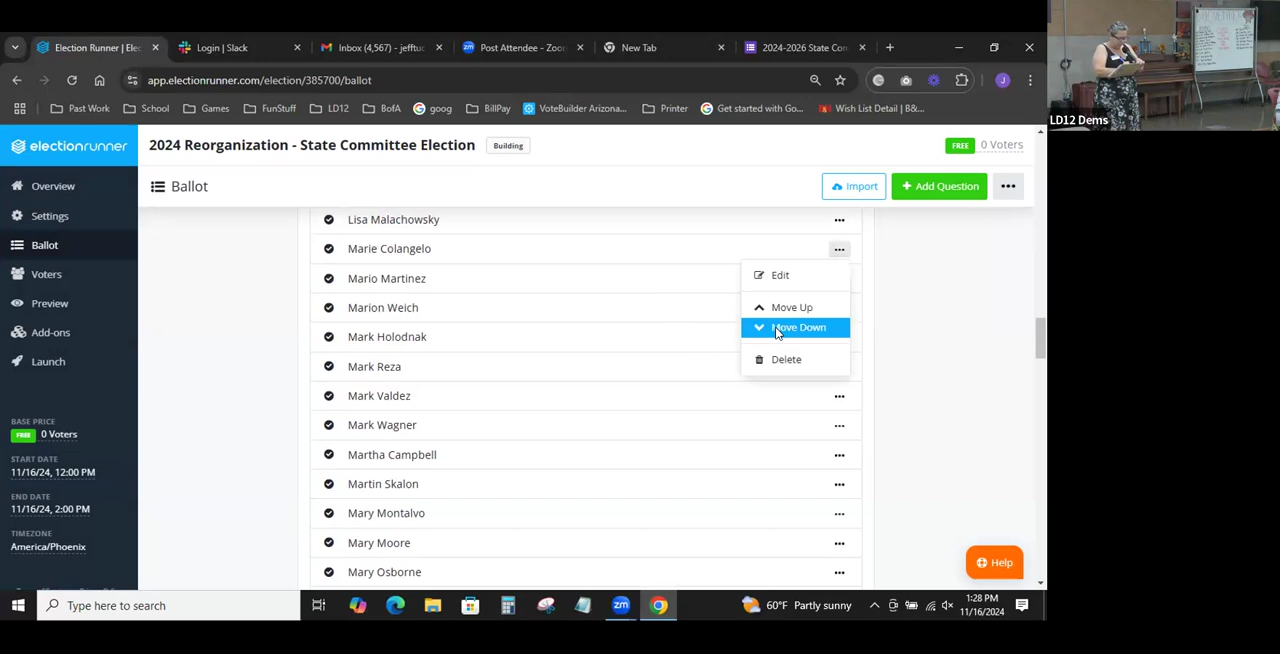 Election Runner | Elec
Login | Slack
Inbox (4,567) - jefftuc
Post Attendee - Zoo
New Tab
2024-2026 State Com
app.electionrunner.com/election/385700/ballot
J
Past Work
School
Games
FunStuff
LD12
BofA
goog
BillPay
VoteBuilder Arizona...
Printer
Get started with Go...
Wish List Detail | B&...
LD12 Dems
electionrunner
2024 Reorganization - State Committee Election
Building
FREE
0 Voters
Overview
Settings
Ballot
Voters
Preview
Add-ons
Launch
BASE PRICE
FREE
0 Voters
START DATE
11/16/24, 12:00 PM
END DATE
11/16/24, 2:00 PM
TIMEZONE
America/Phoenix
Ballot
Import
+ Add Question
Lisa Malachowsky
Marie Colangelo
Mario Martinez
Marion Weich
Mark Holodnak
Mark Reza
Mark Valdez
Mark Wagner
Martha Campbell
Martin Skalon
Mary Montalvo
Mary Moore
Mary Osborne
Edit
Move Up
Move Down
Delete
Help
Type here to search
zm
60°F Partly sunny
1:28 PM
11/16/2024